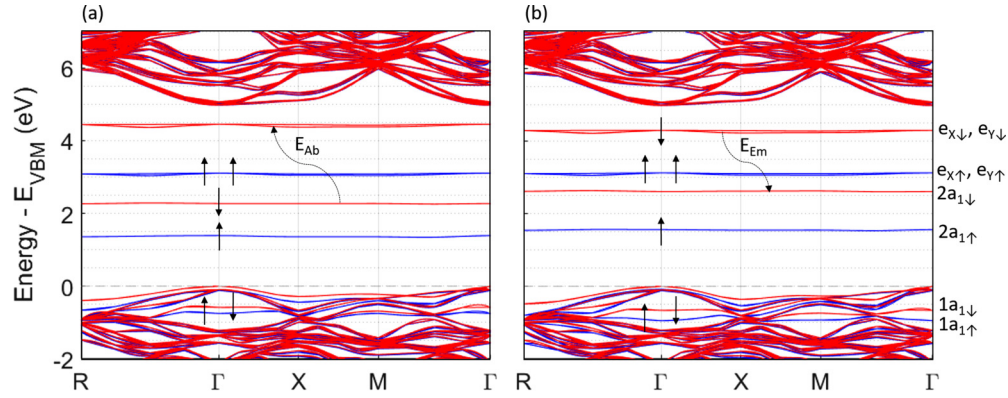 (a)
(b)
Energy - E_VBM (eV)
6
4
2
0
-2
E_Ab
R Γ X M Γ
E_Em
R Γ X M Γ
e_X↓, e_Y↓
e_X↑, e_Y↑
2a_1↓
2a_1↑
1a_1↓
1a_1↑